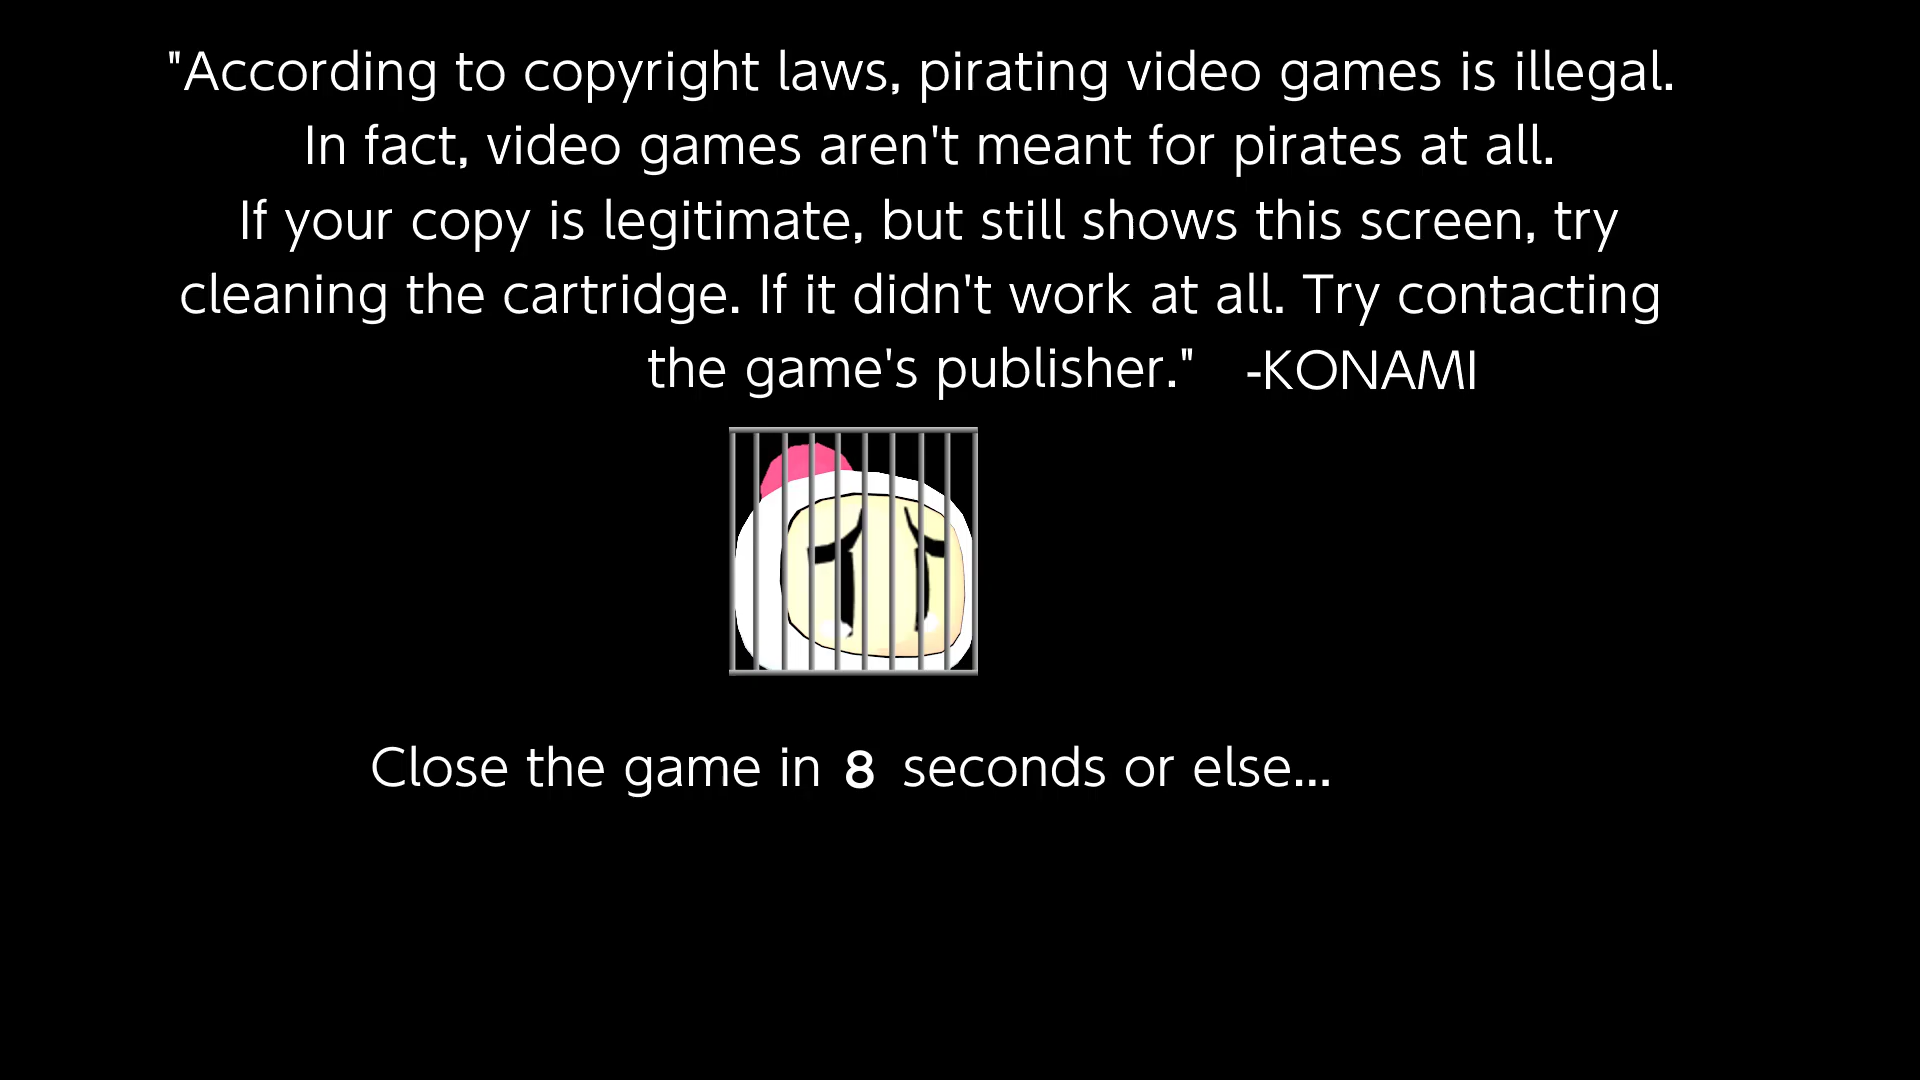 "According to copyright laws, pirating video games is illegal.
In fact, video games aren't meant for pirates at all.
If your copy is legitimate, but still shows this screen, try
cleaning the cartridge. If it didn't work at all. Try contacting
the game's publisher." -KONAMI
Close the game in 8 seconds or else...